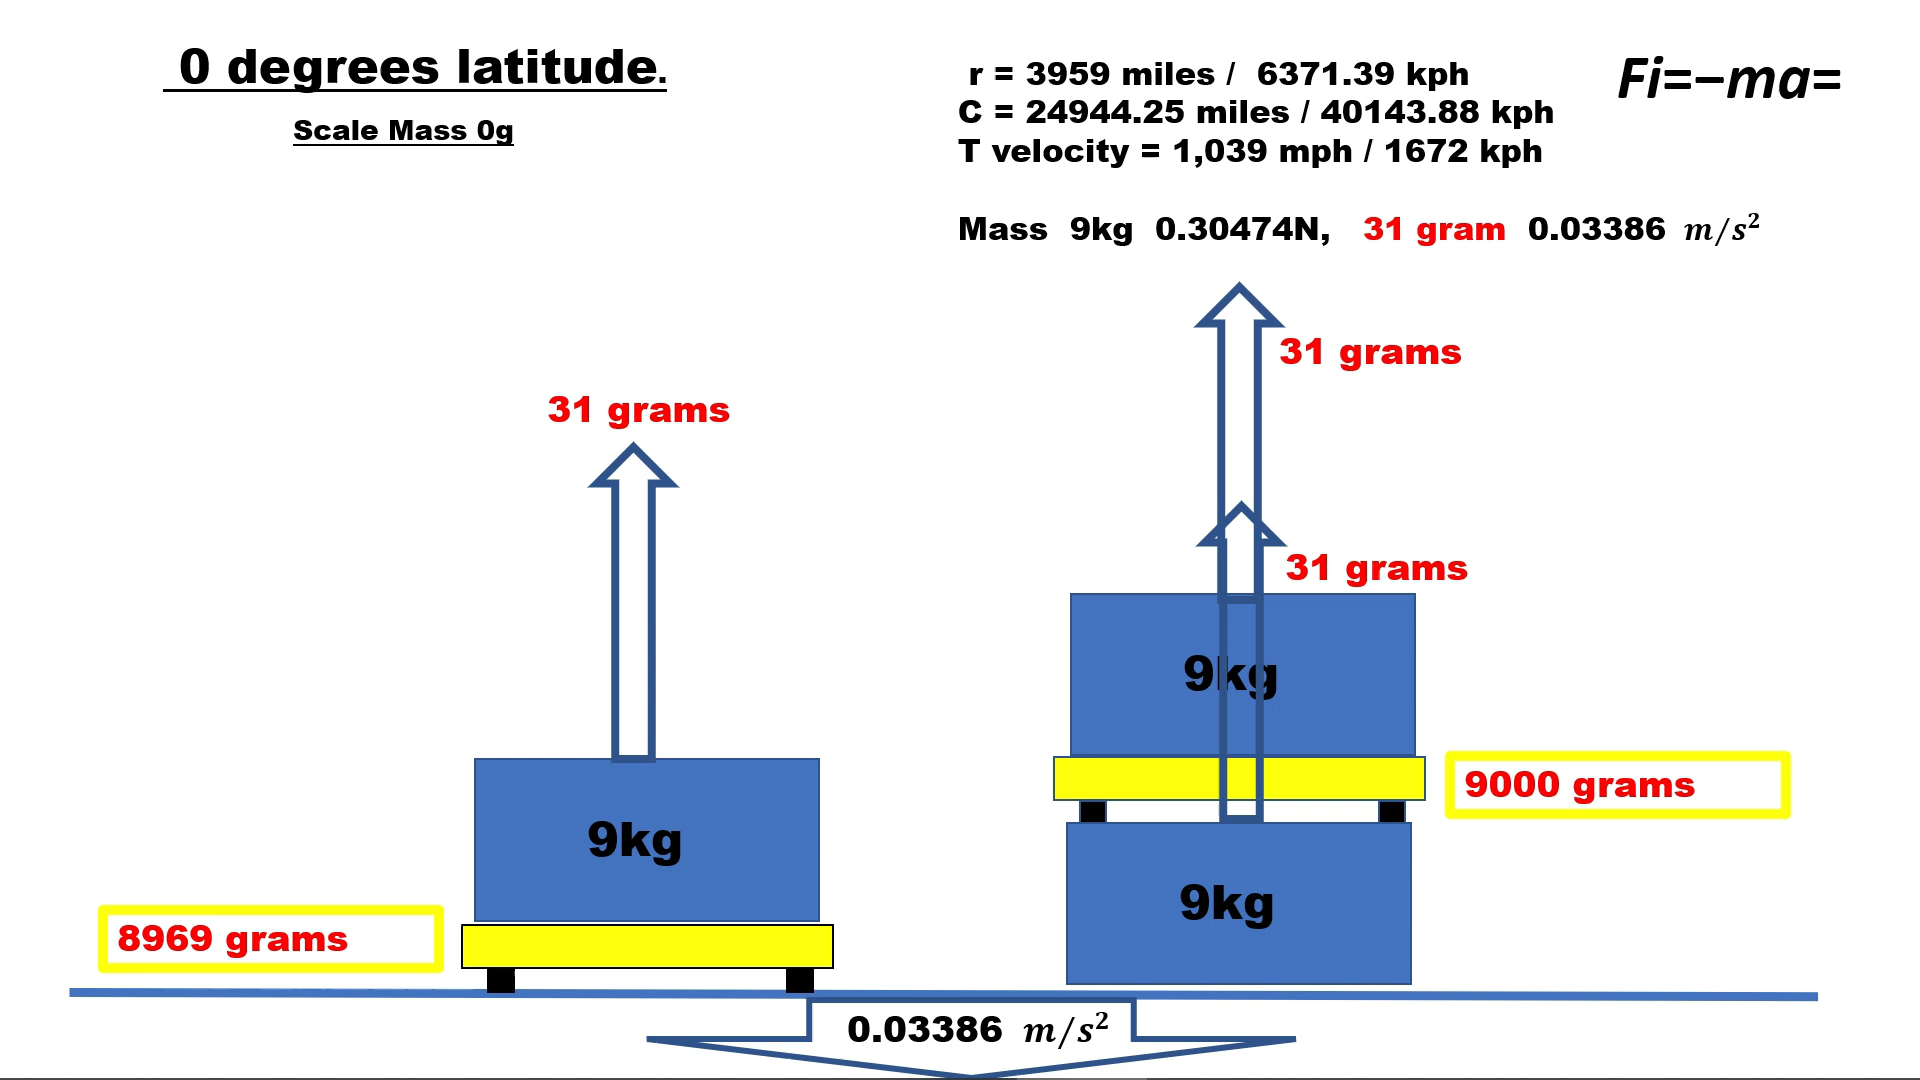 0 degrees latitude.
Scale Mass 0g
r = 3959 miles / 6371.39 kph
C = 24944.25 miles / 40143.88 kph
T velocity = 1,039 mph / 1672 kph
Fi=–ma=
Mass 9kg 0.30474N, 31 gram 0.03386 m/s²
31 grams
31 grams
31 grams
9kg
9000 grams
9kg
9kg
8969 grams
0.03386 m/s²